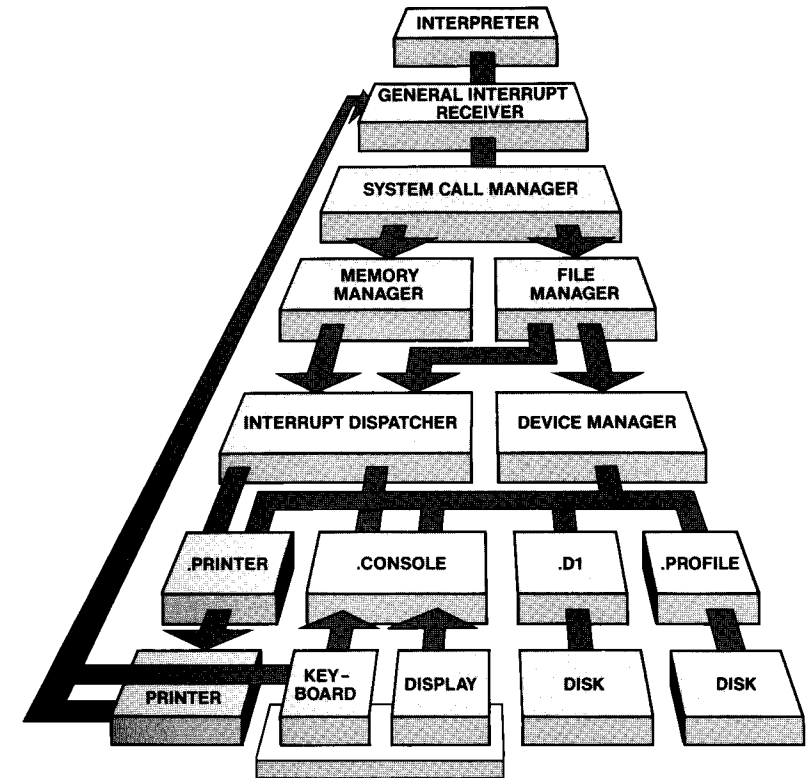 INTERPRETER
GENERAL INTERRUPT
RECEIVER
SYSTEM CALL MANAGER
MEMORY
MANAGER
FILE
MANAGER
INTERRUPT DISPATCHER
DEVICE MANAGER
.PRINTER
.CONSOLE
.D1
.PROFILE
PRINTER
KEY-
BOARD
DISPLAY
DISK
DISK